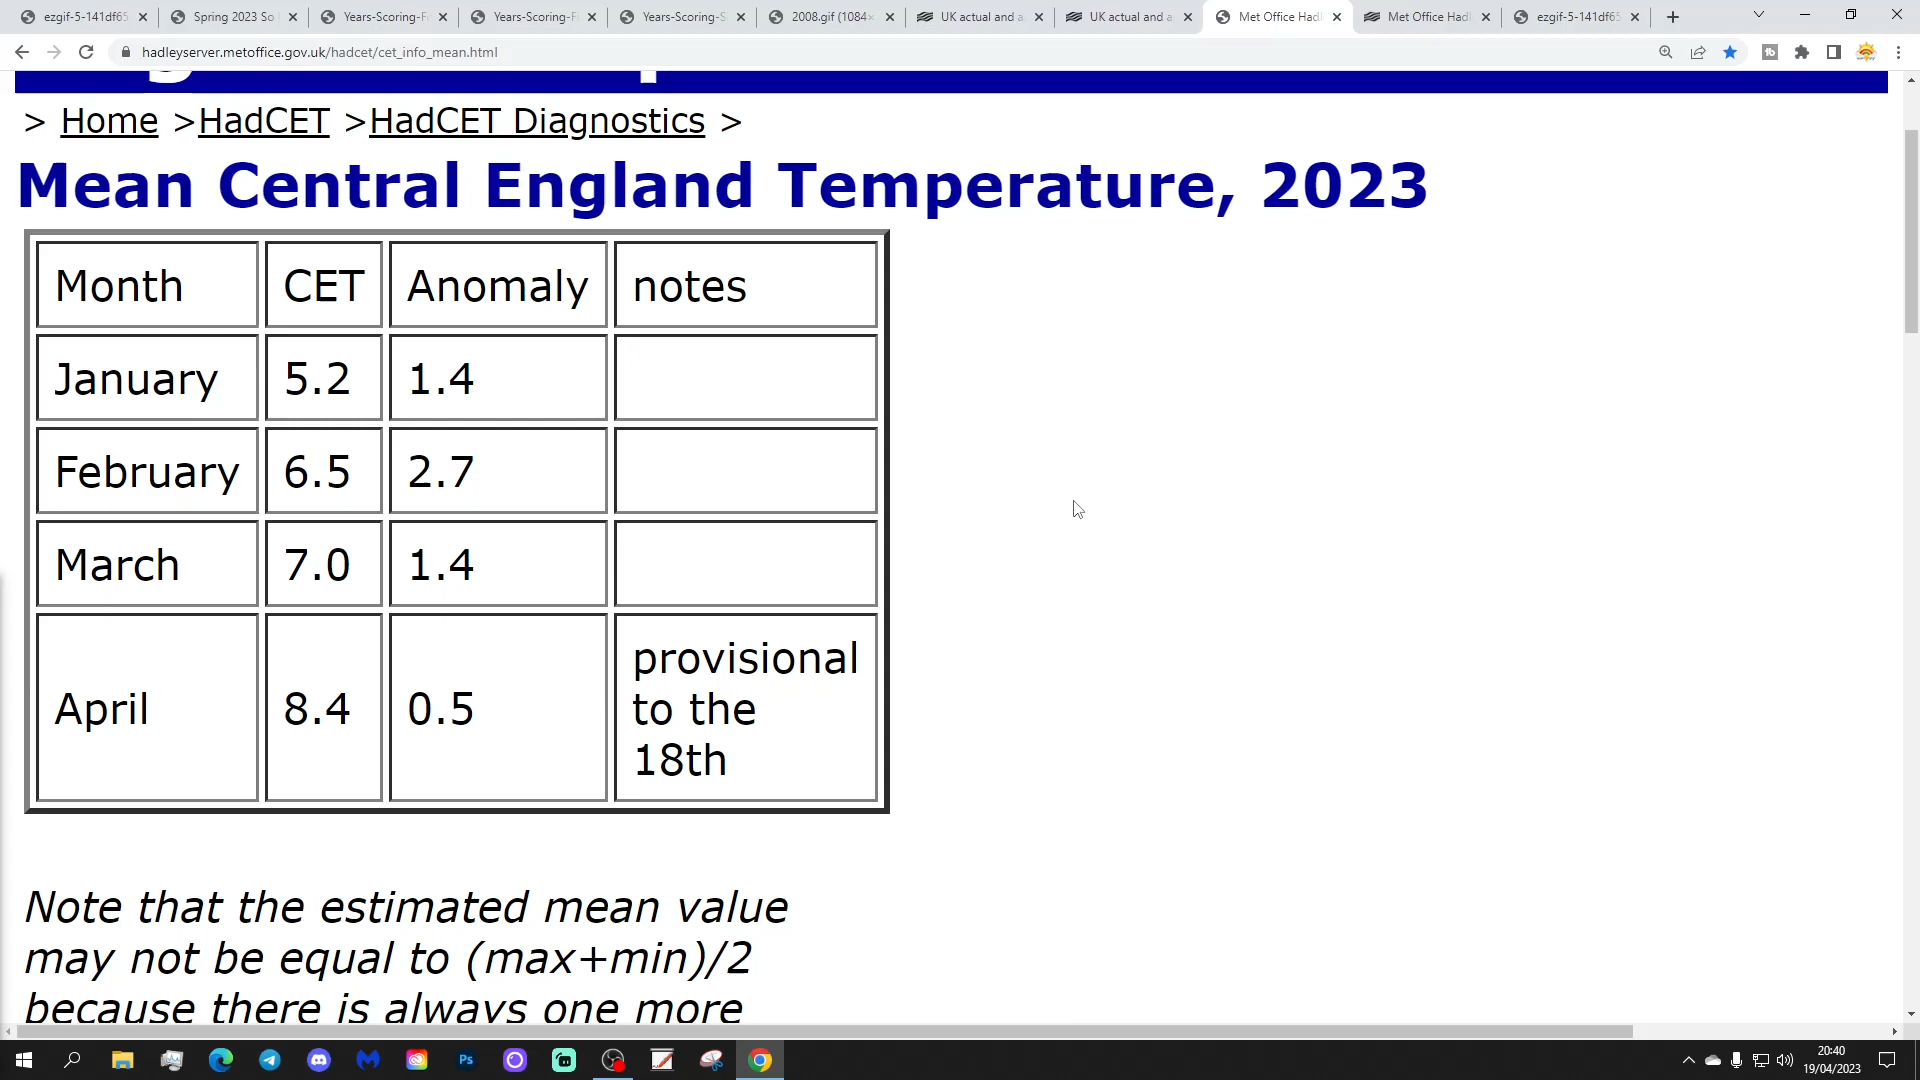 ezgif-5-141df65
Spring 2023 So
Years-Scoring-F
Years-Scoring-Fi
Years-Scoring-S
2008.gif (1084×
UK actual and a
UK actual and a
Met Office Hadl
Met Office Hadl
ezgif-5-141df65
hadleyserver.metoffice.gov.uk/hadcet/cet_info_mean.html
> Home >HadCET >HadCET Diagnostics >
Mean Central England Temperature, 2023
Month CET Anomaly notes
January 5.2 1.4
February 6.5 2.7
March 7.0 1.4
April 8.4 0.5 provisional
to the
18th
Note that the estimated mean value
may not be equal to (max+min)/2
because there is always one more
Ps
20:40
19/04/2023